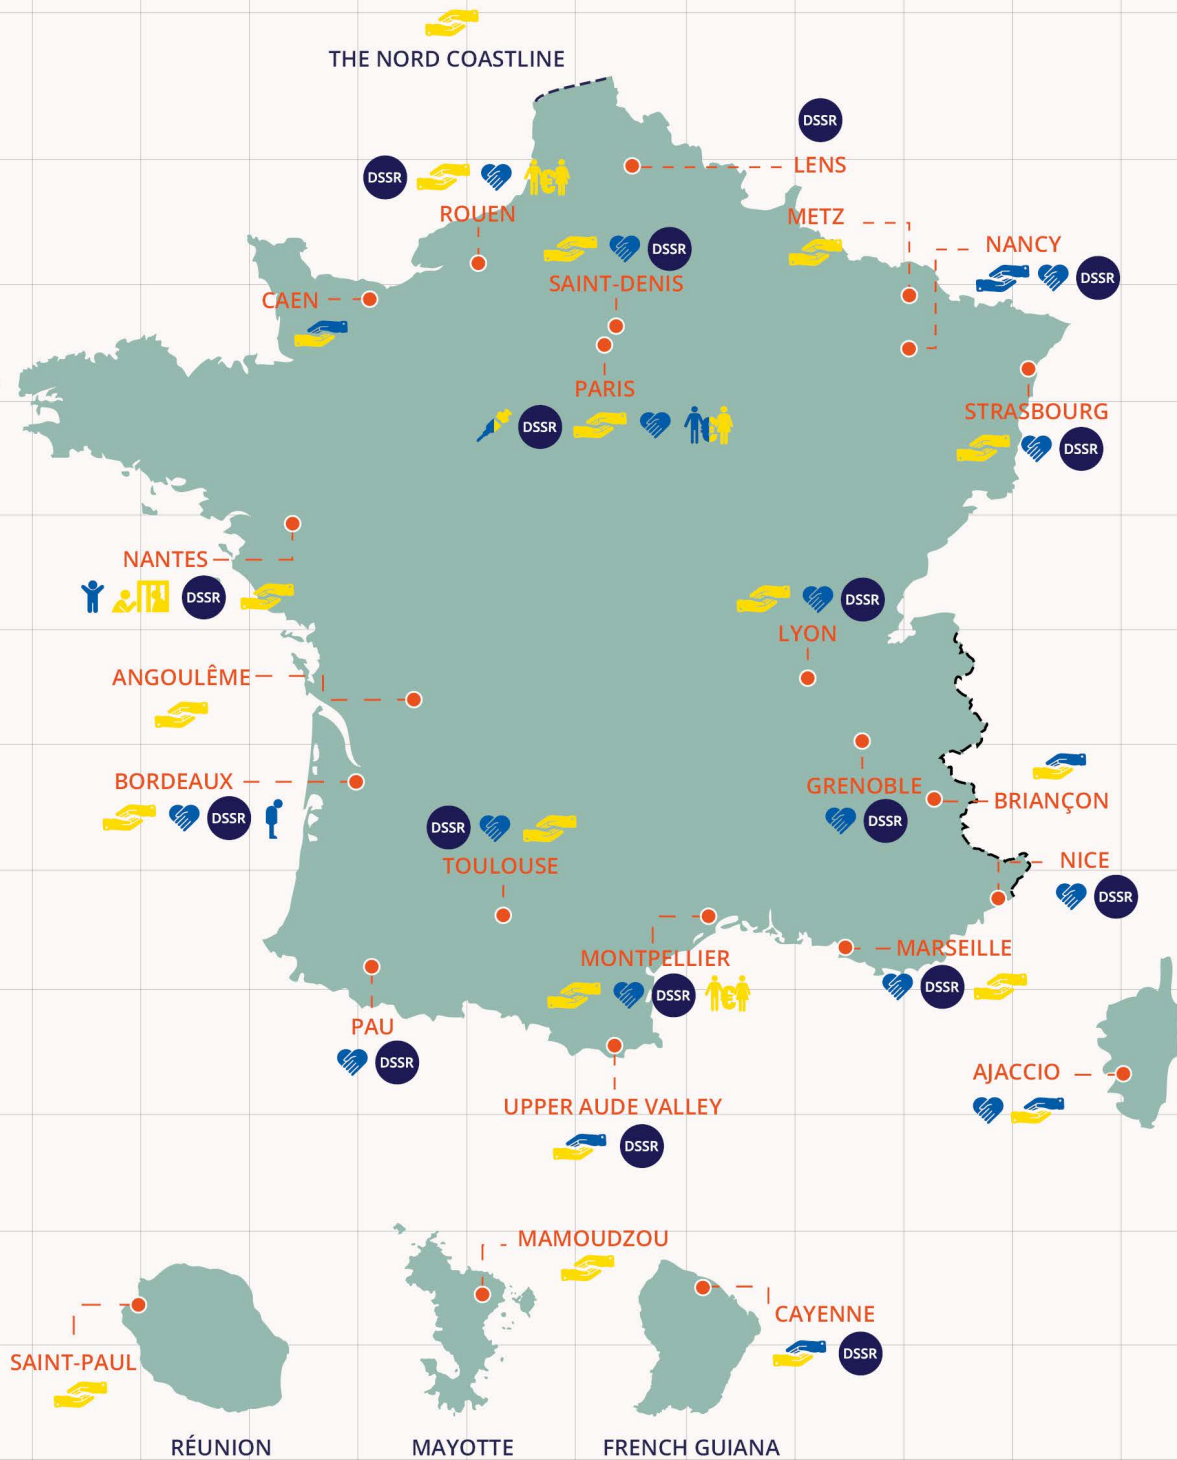 THE NORD COASTLINE
DSSR
LENS
DSSR
ROUEN
METZ
NANCY
DSSR
DSSR
SAINT-DENIS
CAEN
PARIS
DSSR
STRASBOURG
DSSR
NANTES
DSSR
DSSR
LYON
ANGOULÊME
BORDEAUX
DSSR
GRENOBLE
DSSR
BRIANÇON
DSSR
TOULOUSE
NICE
DSSR
MONTPELLIER
DSSR
MARSEILLE
DSSR
PAU
DSSR
AJACCIO
UPPER AUDE VALLEY
DSSR
MAMOUDZOU
CAYENNE
DSSR
SAINT-PAUL
RÉUNION
MAYOTTE
FRENCH GUIANA